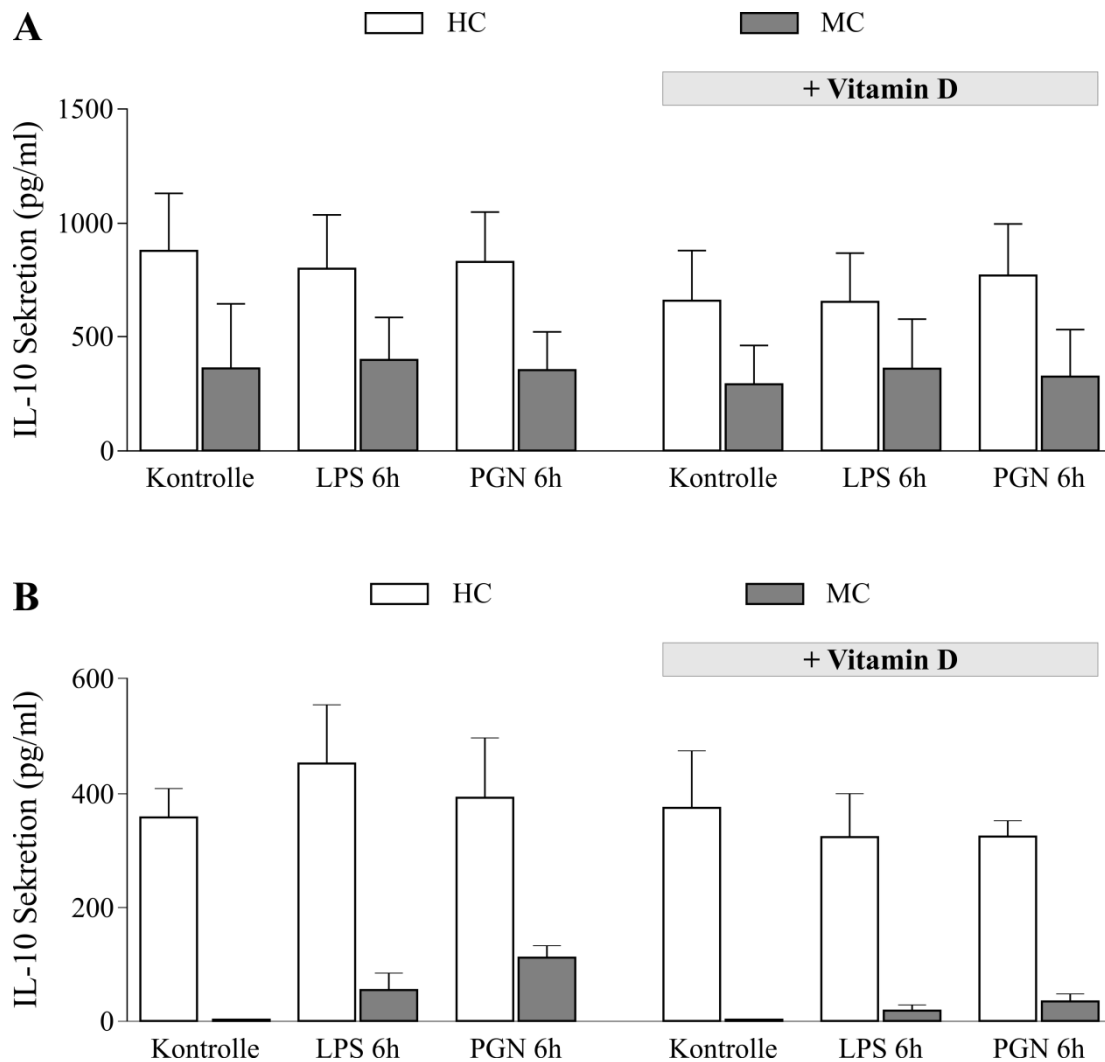 A
HC
MC
+ Vitamin D
IL-10 Sekretion (pg/ml)
1500
1000
500
0
Kontrolle
LPS 6h
PGN 6h
Kontrolle
LPS 6h
PGN 6h
B
HC
MC
+ Vitamin D
IL-10 Sekretion (pg/ml)
600
400
200
0
Kontrolle
LPS 6h
PGN 6h
Kontrolle
LPS 6h
PGN 6h